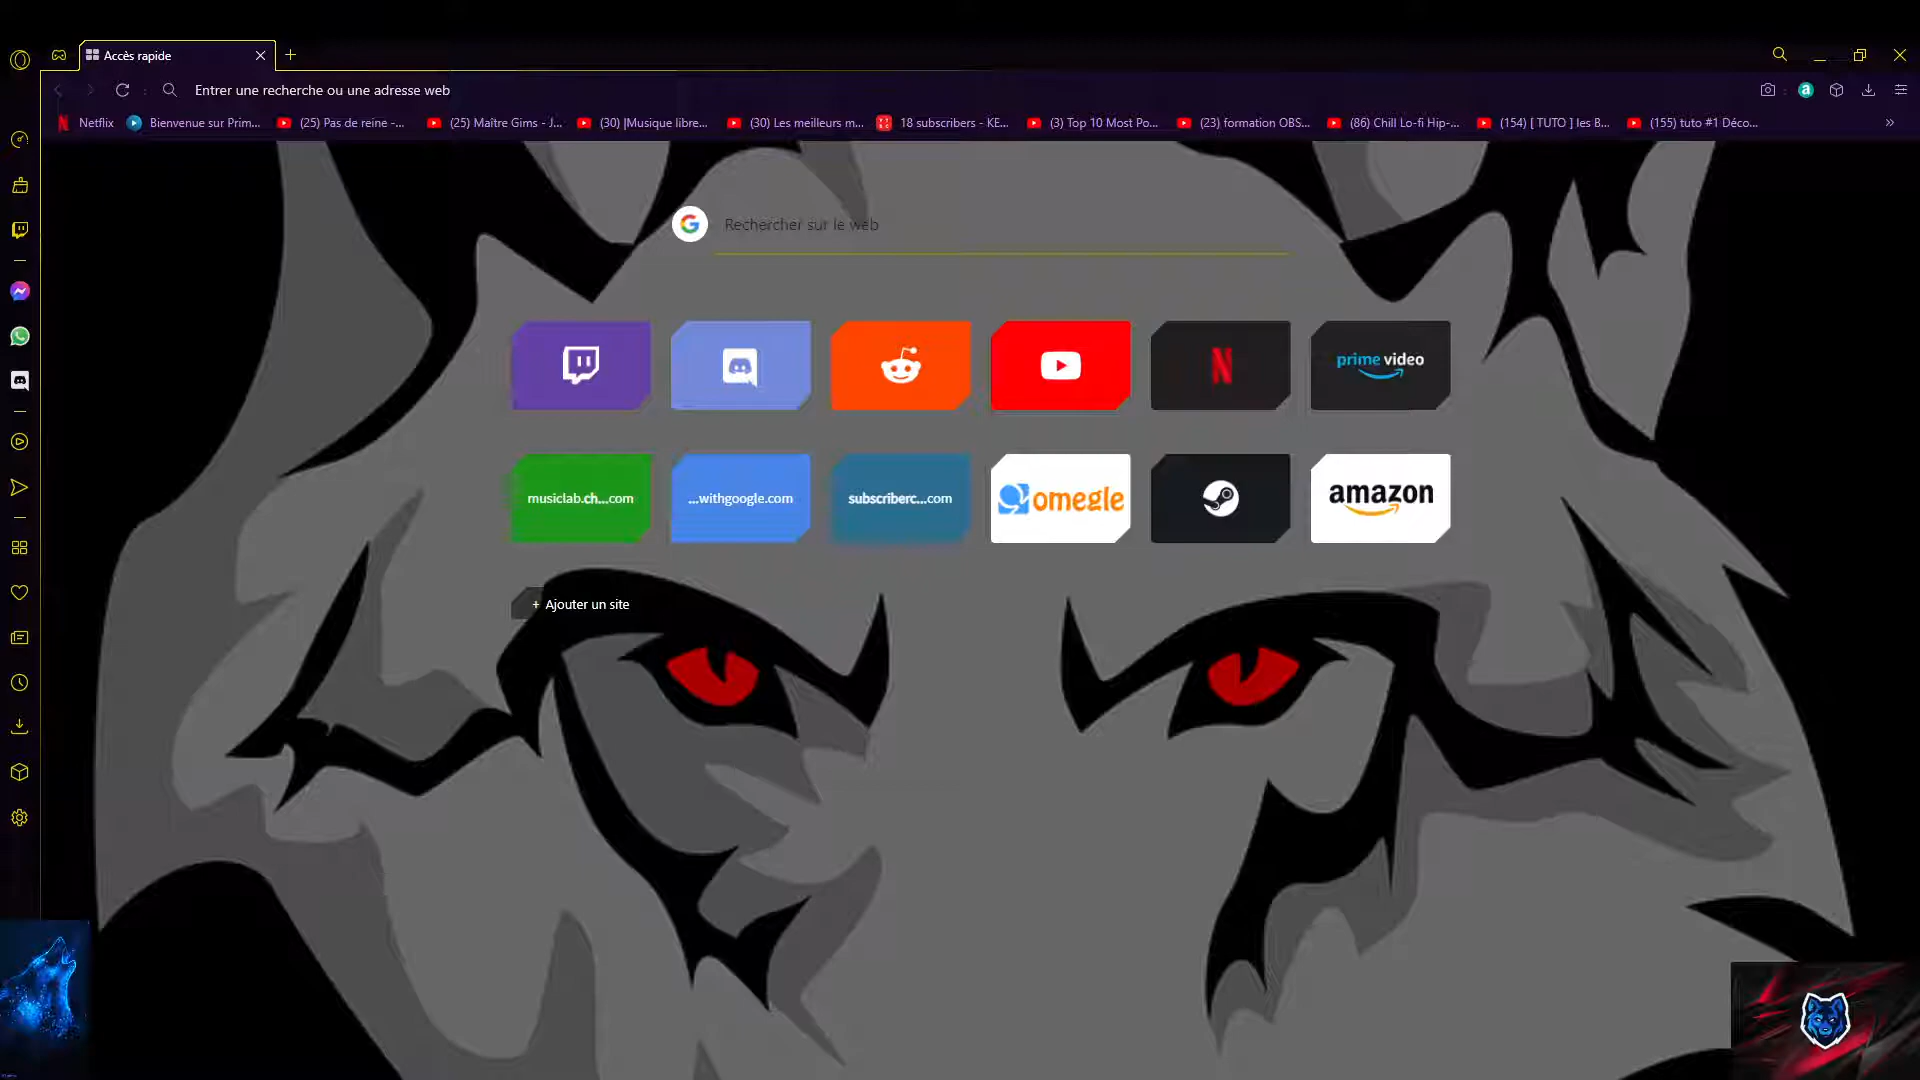 Accès rapide
Entrer une recherche ou une adresse web
Netflix
Bienvenue sur Prim...
(25) Pas de reine -...
(25) Maître Gims - J...
(30) |Musique libre...
(30) Les meilleurs m...
18 subscribers - KE...
(3) Top 10 Most Po...
(23) formation OBS...
(86) Chill Lo-fi Hip-...
(154) [ TUTO ] les B...
(155) tuto #1 Déco...
Rechercher sur le web
prime video
musiclab.ch...com
...withgoogle.com
subscriberc...com
omegle
amazon
+ Ajouter un site